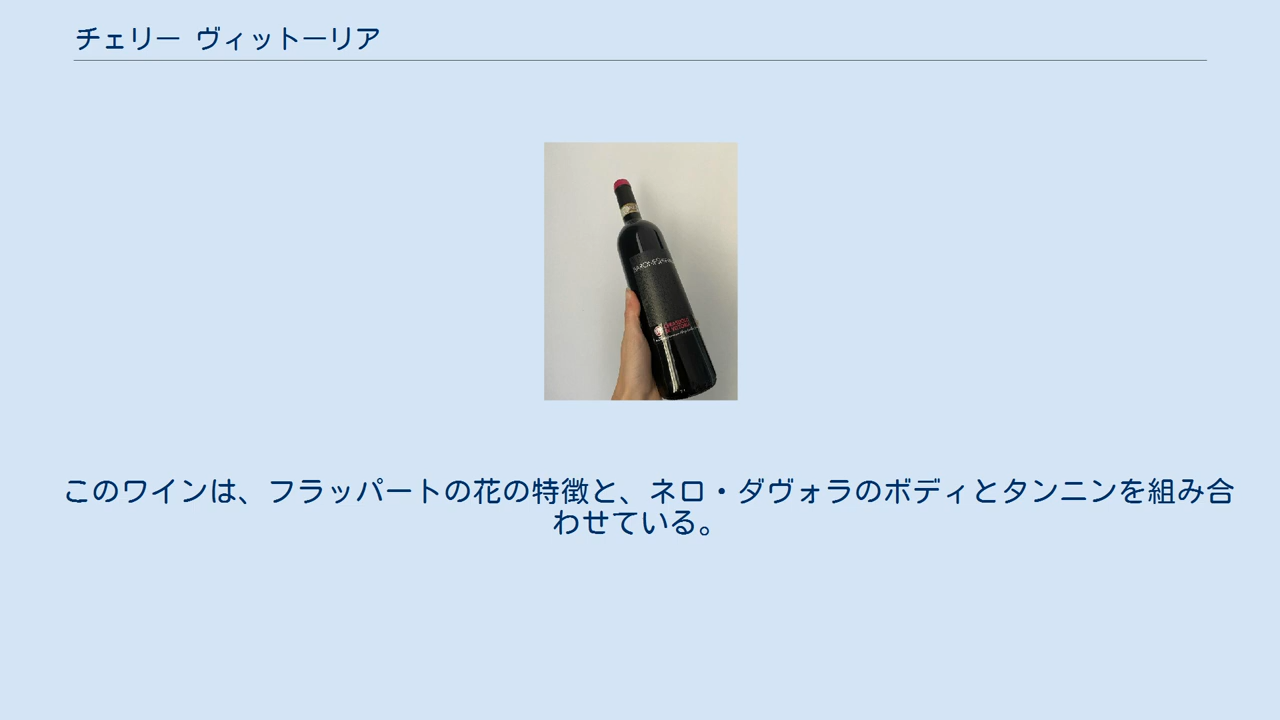 チェリー ヴィットーリア
このワインは、フラッパートの花の特徴と、ネロ・ダヴォラのボディとタンニンを組み合
わせている。